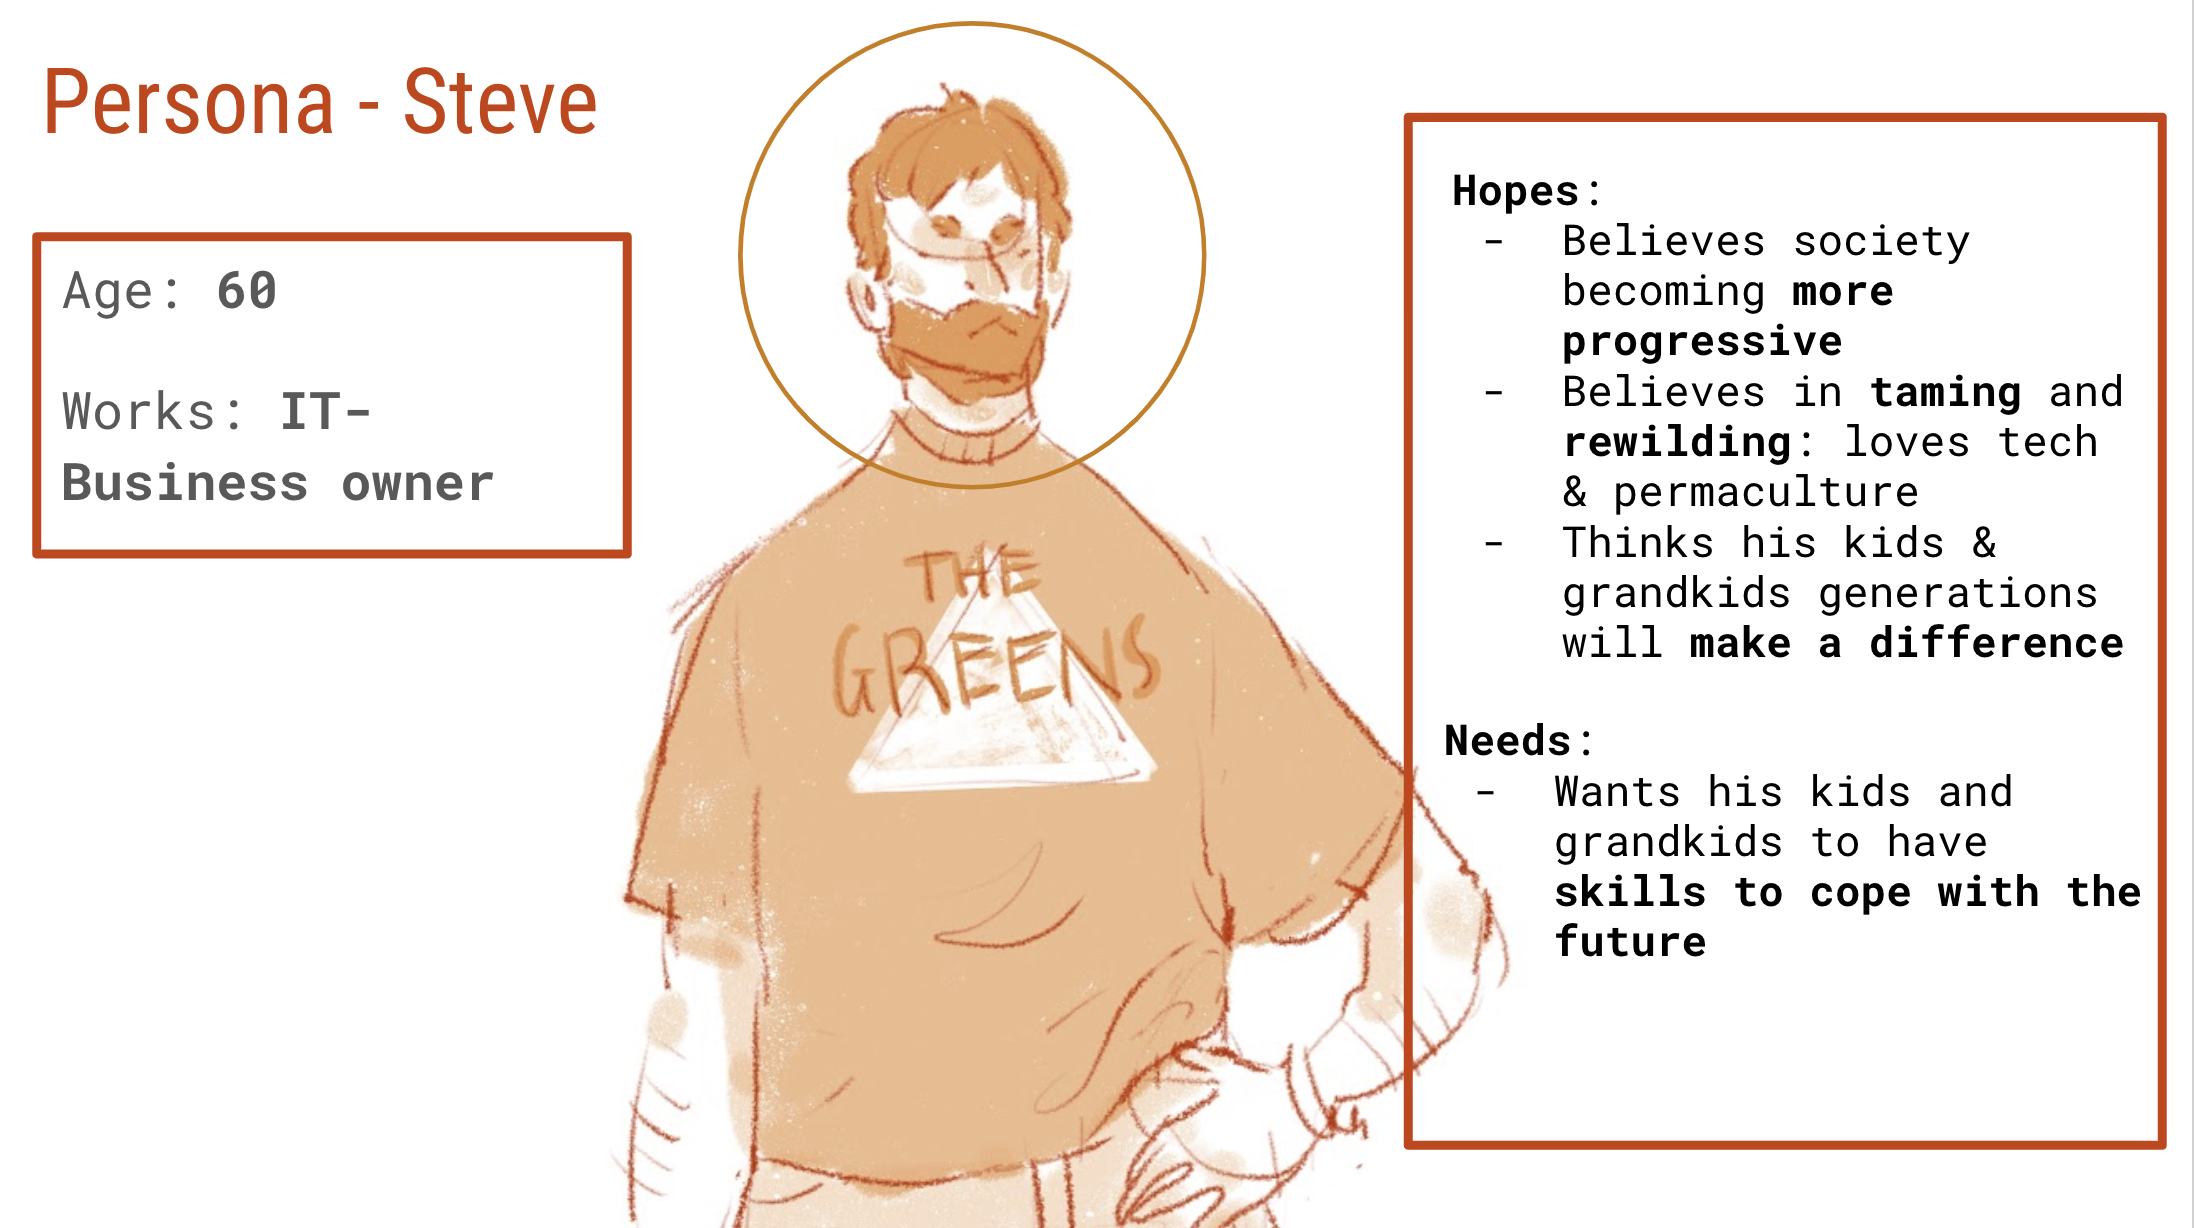 Persona - Steve
Age: 60
Works: IT-
Business owner
THE
GREENS
Hopes:
- Believes society
becoming more
progressive
- Believes in taming and
rewilding: loves tech
& permaculture
- Thinks his kids &
grandkids generations
will make a difference
Needs:
- Wants his kids and
grandkids to have
skills to cope with the
future